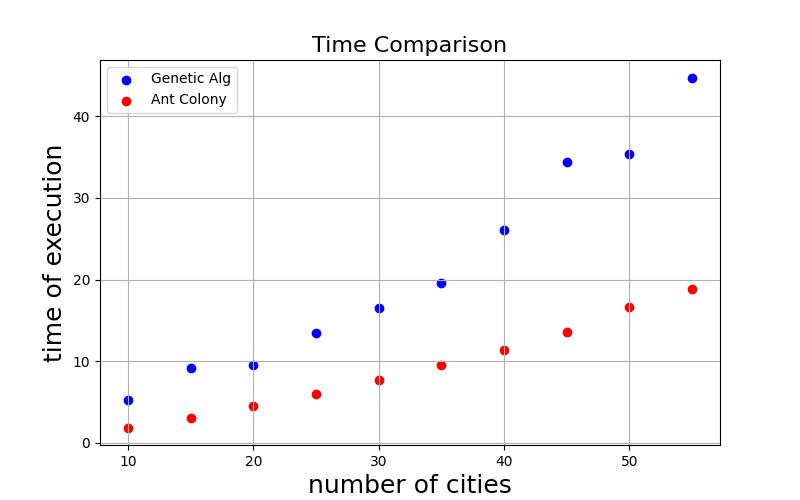 Time Comparison
Genetic Alg
Ant Colony
time of execution
40
30
20
10
0
10 20 30 40 50
number of cities